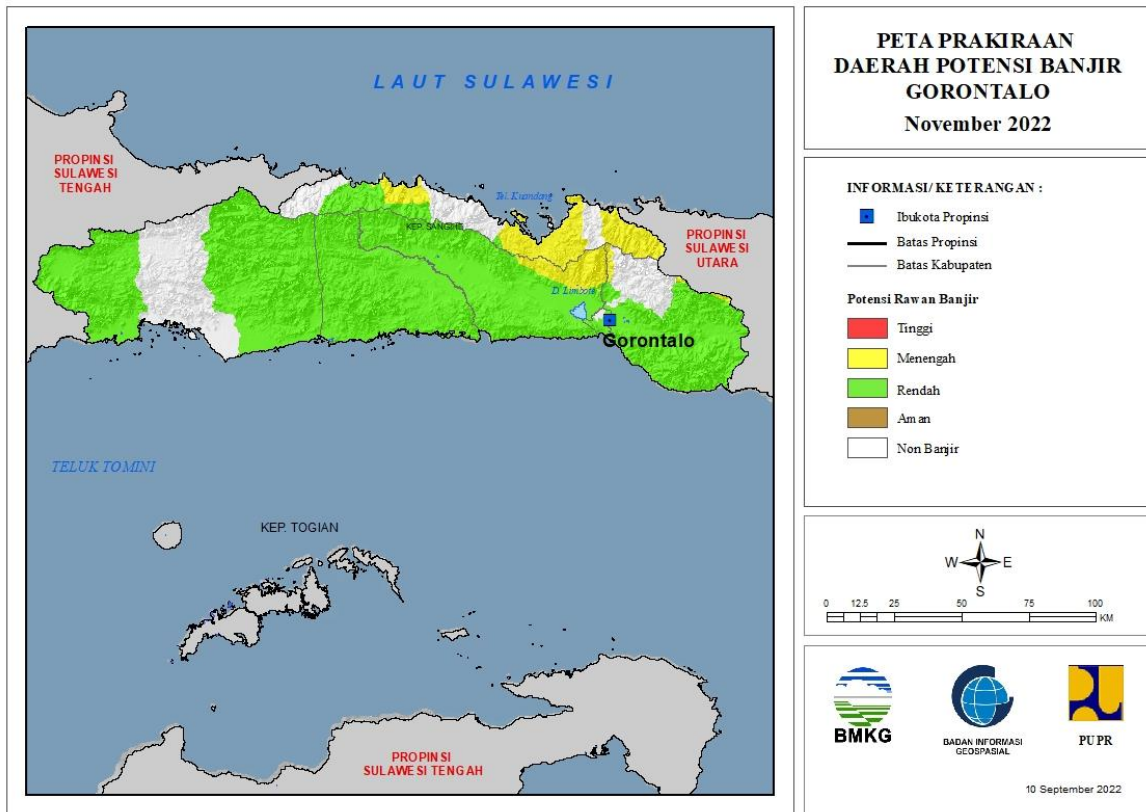 LAUT SULAWESI
PROPINSI
SULAWESI
TENGAH
Tel. Kuandang
KEP. SANGIHE
PROPINSI
SULAWESI
UTARA
D. Limboto
Gorontalo
TELUK TOMINI
KEP. TOGIAN
PROPINSI
SULAWESI TENGAH
PETA PRAKIRAAN
DAERAH POTENSI BANJIR
GORONTALO
November 2022
INFORMASI/ KETERANGAN :
Ibukota Propinsi
Batas Propinsi
Batas Kabupaten
Potensi Rawan Banjir
Tinggi
Menengah
Rendah
Aman
Non Banjir
N
W E
S
0 12.5 25 50 75 100
KM
BMKG
BADAN INFORMASI
GEOSPASIAL
PUPR
10 September 2022